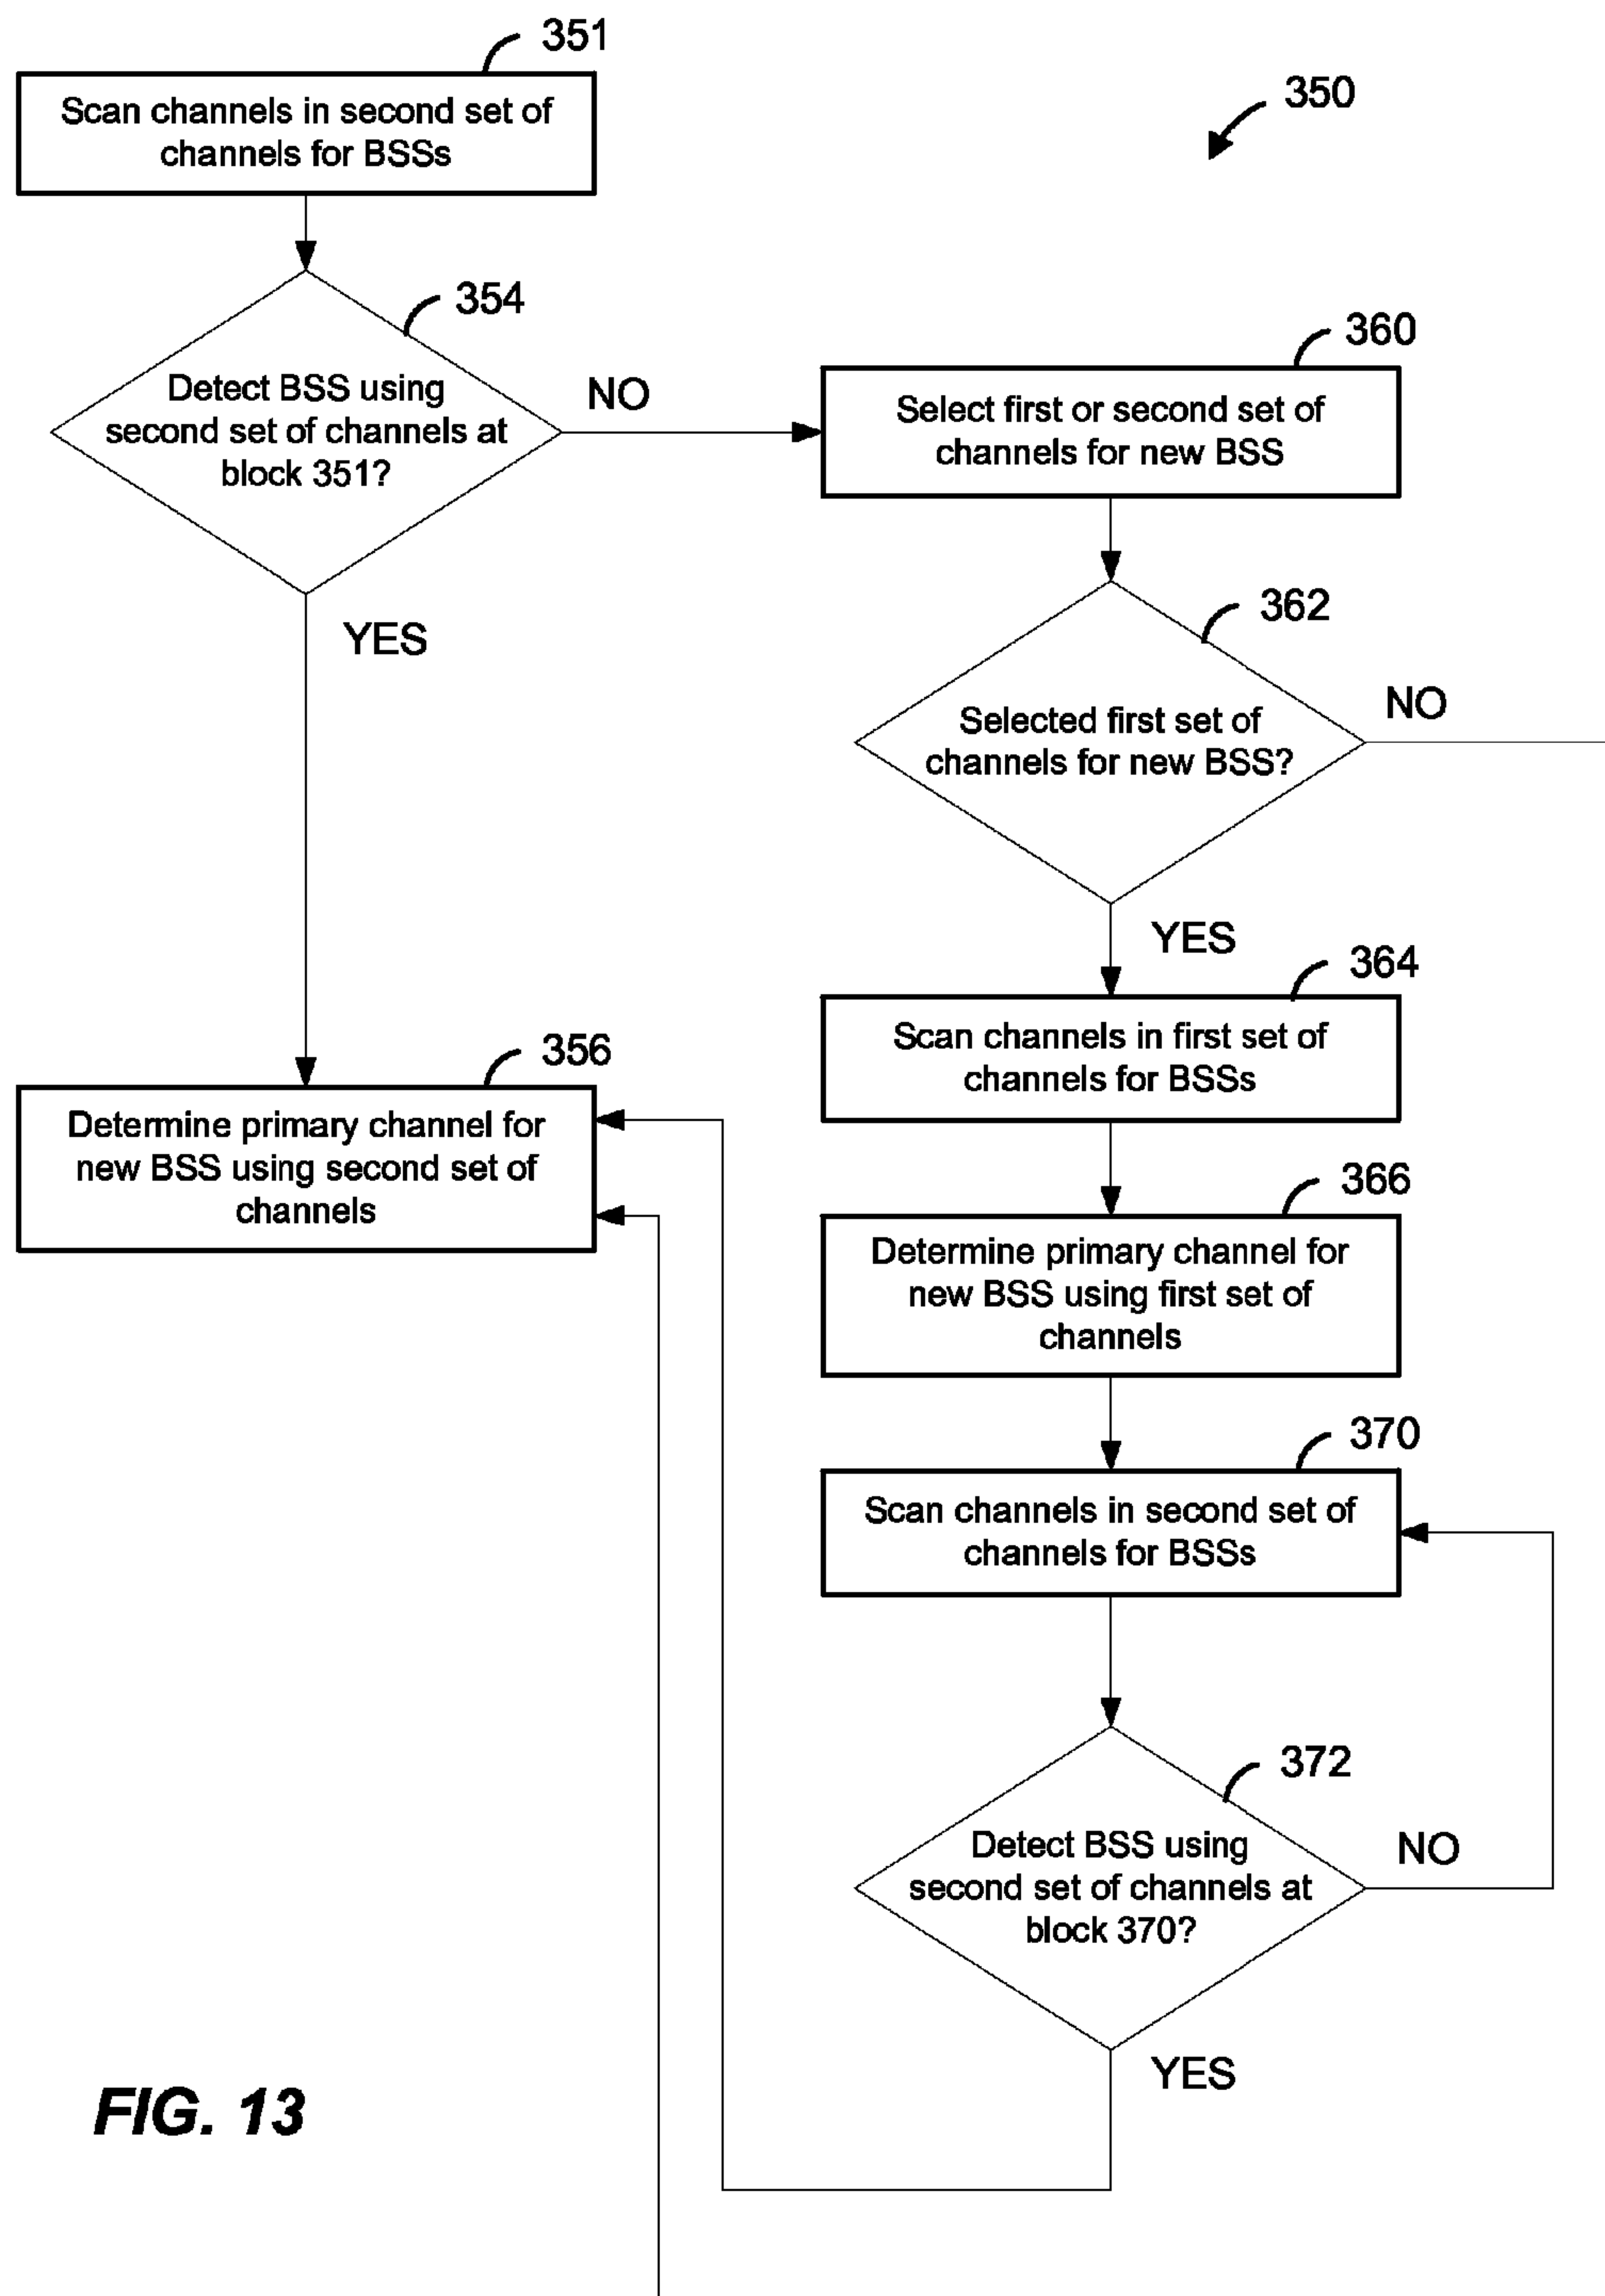 351
Scan channels in second set of
channels for BSSs
350
354
Detect BSS using
second set of channels at
block 351?
NO
YES
360
Select first or second set of
channels for new BSS
362
Selected first set of
channels for new BSS?
NO
YES
364
Scan channels in first set of
channels for BSSs
356
Determine primary channel for
new BSS using second set of
channels
366
Determine primary channel for
new BSS using first set of
channels
370
Scan channels in second set of
channels for BSSs
372
Detect BSS using
second set of channels at
block 370?
NO
YES
FIG. 13